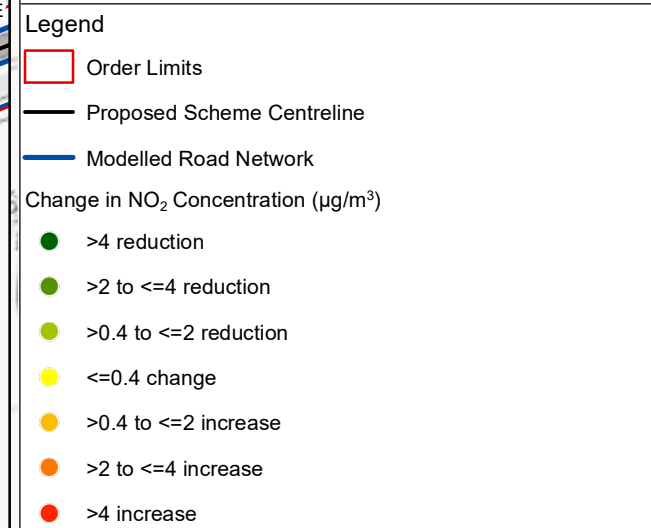 Legend
Order Limits
Proposed Scheme Centreline
Modelled Road Network
Change in NO₂ Concentration (µg/m³)
>4 reduction
>2 to <=4 reduction
>0.4 to <=2 reduction
<=0.4 change
>0.4 to <=2 increase
>2 to <=4 increase
>4 increase